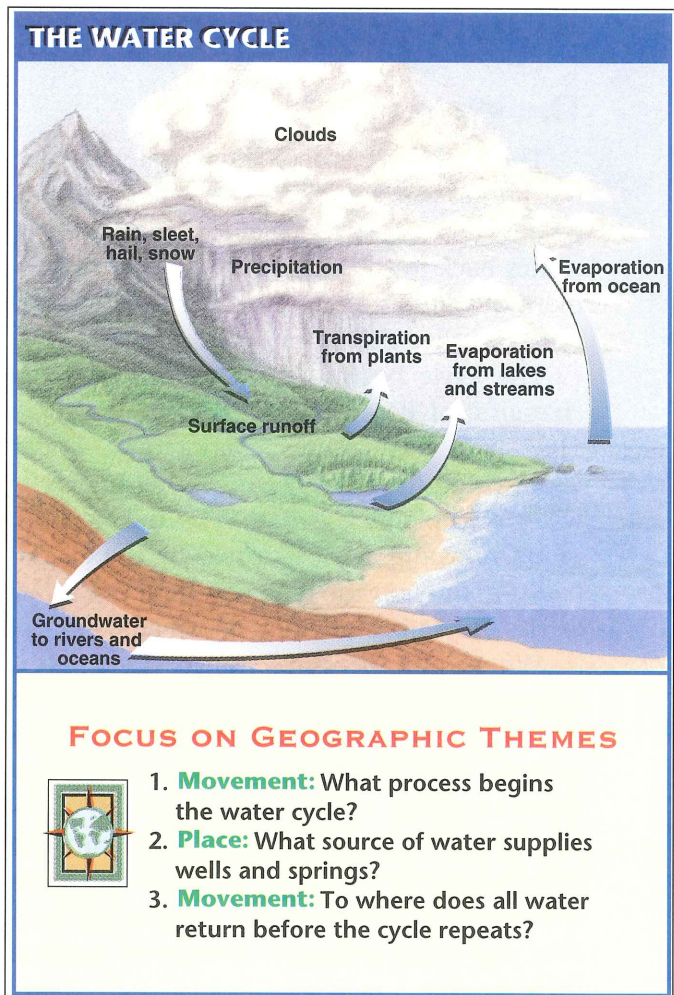 THE WATER CYCLE
Clouds
Rain, sleet,
hail, snow
Precipitation
Evaporation
from ocean
Transpiration
from plants
Evaporation
from lakes
and streams
Surface runoff
Groundwater
to rivers and
oceans
FOCUS ON GEOGRAPHIC THEMES
1. Movement: What process begins
the water cycle?
2. Place: What source of water supplies
wells and springs?
3. Movement: To where does all water
return before the cycle repeats?